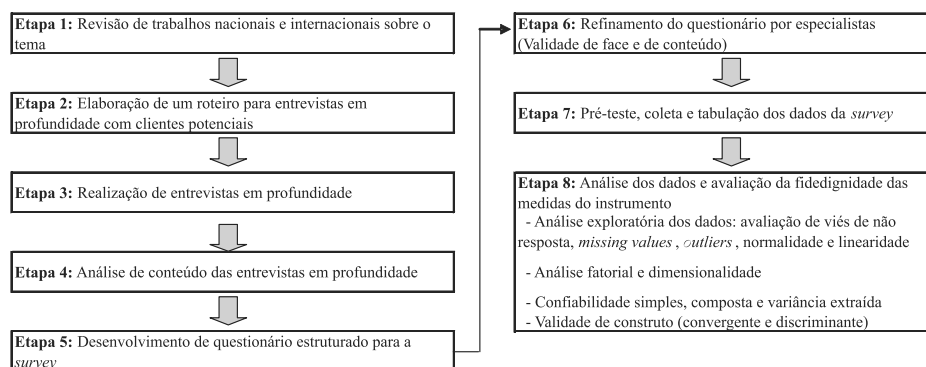 Etapa 1: Revisão de trabalhos nacionais e internacionais sobre o
tema
Etapa 2: Elaboração de um roteiro para entrevistas em
profundidade com clientes potenciais
Etapa 3: Realização de entrevistas em profundidade
Etapa 4: Análise de conteúdo das entrevistas em profundidade
Etapa 5: Desenvolvimento de questionário estruturado para a
survey
Etapa 6: Refinamento do questionário por especialistas
(Validade de face e de conteúdo)
Etapa 7: Pré-teste, coleta e tabulação dos dados da survey
Etapa 8: Análise dos dados e avaliação da fidedignidade das
medidas do instrumento
- Análise exploratória dos dados: avaliação de viés de não
resposta, missing values , outliers , normalidade e linearidade
- Análise fatorial e dimensionalidade
- Confiabilidade simples, composta e variância extraída
- Validade de construto (convergente e discriminante)